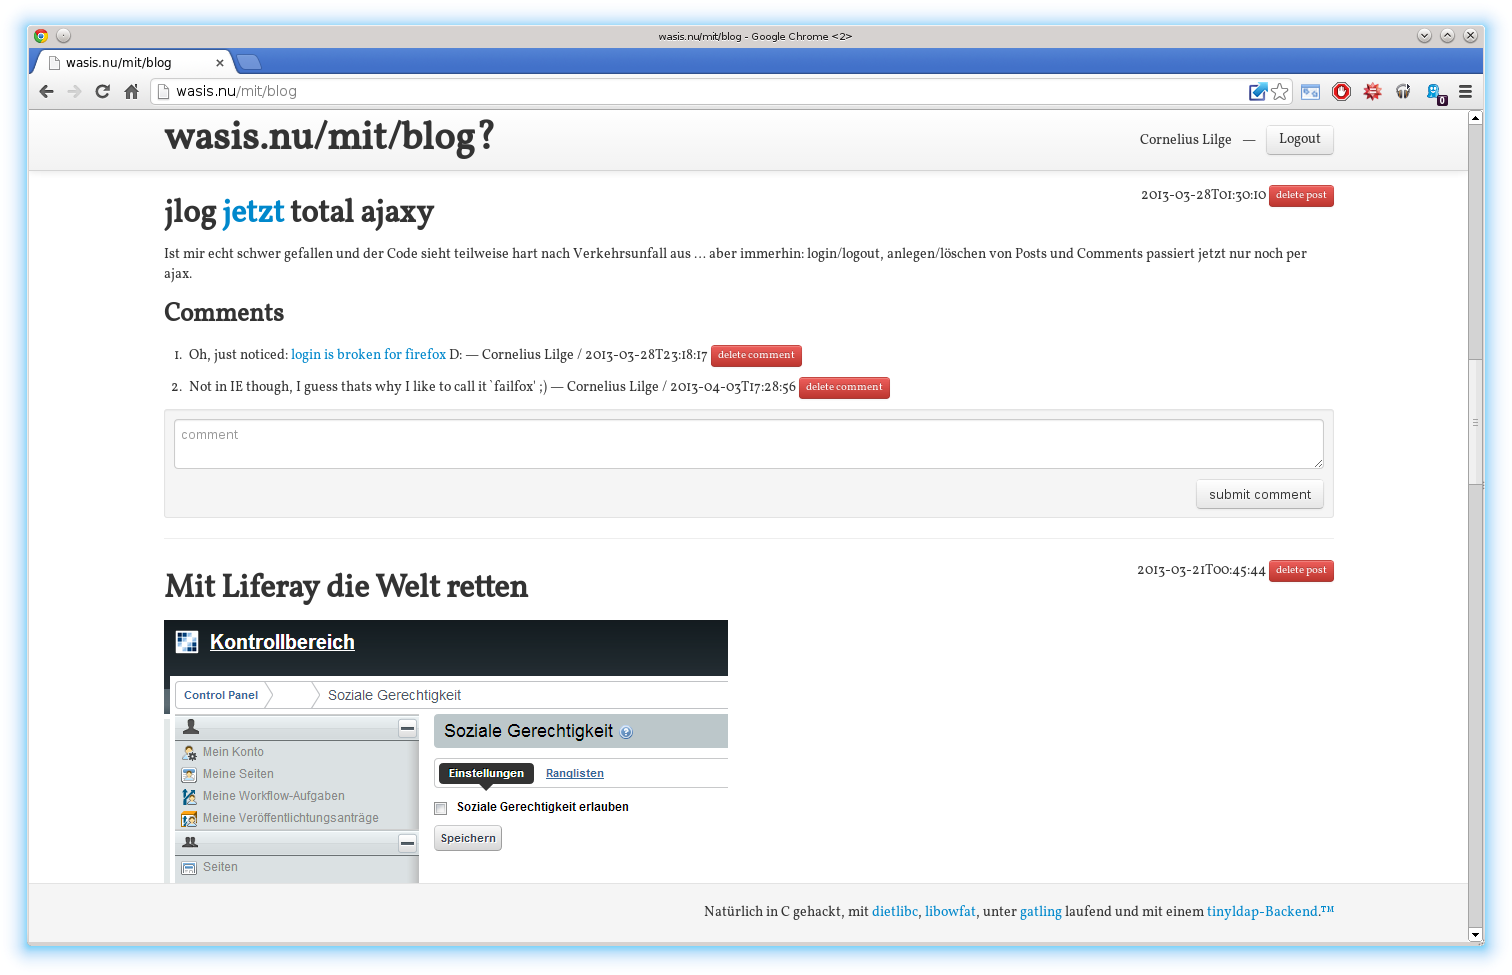 wasis.nu/mit/blog - Google Chrome <2>
wasis.nu/mit/blog
wasis.nu/mit/blog
0
wasis.nu/mit/blog?
Cornelius Lilge — Logout
jlog jetzt total ajaxy
2013-03-28T01:30:10 delete post
Ist mir echt schwer gefallen und der Code sieht teilweise hart nach Verkehrsunfall aus … aber immerhin: login/logout, anlegen/löschen von Posts und Comments passiert jetzt nur noch per
ajax.
Comments
1. Oh, just noticed: login is broken for firefox D: — Cornelius Lilge / 2013-03-28T23:18:17 delete comment
2. Not in IE though, I guess thats why I like to call it `failfox' ;) — Cornelius Lilge / 2013-04-03T17:28:56 delete comment
comment
submit comment
Mit Liferay die Welt retten
2013-03-21T00:45:44 delete post
Kontrollbereich
Control Panel Soziale Gerechtigkeit
Soziale Gerechtigkeit ?
Einstellungen Ranglisten
Mein Konto
Meine Seiten
Meine Workflow-Aufgaben
Meine Veröffentlichtungsanträge
Soziale Gerechtigkeit erlauben
Speichern
Seiten
Natürlich in C gehackt, mit dietlibc, libowfat, unter gatling laufend und mit einem tinyldap-Backend.™